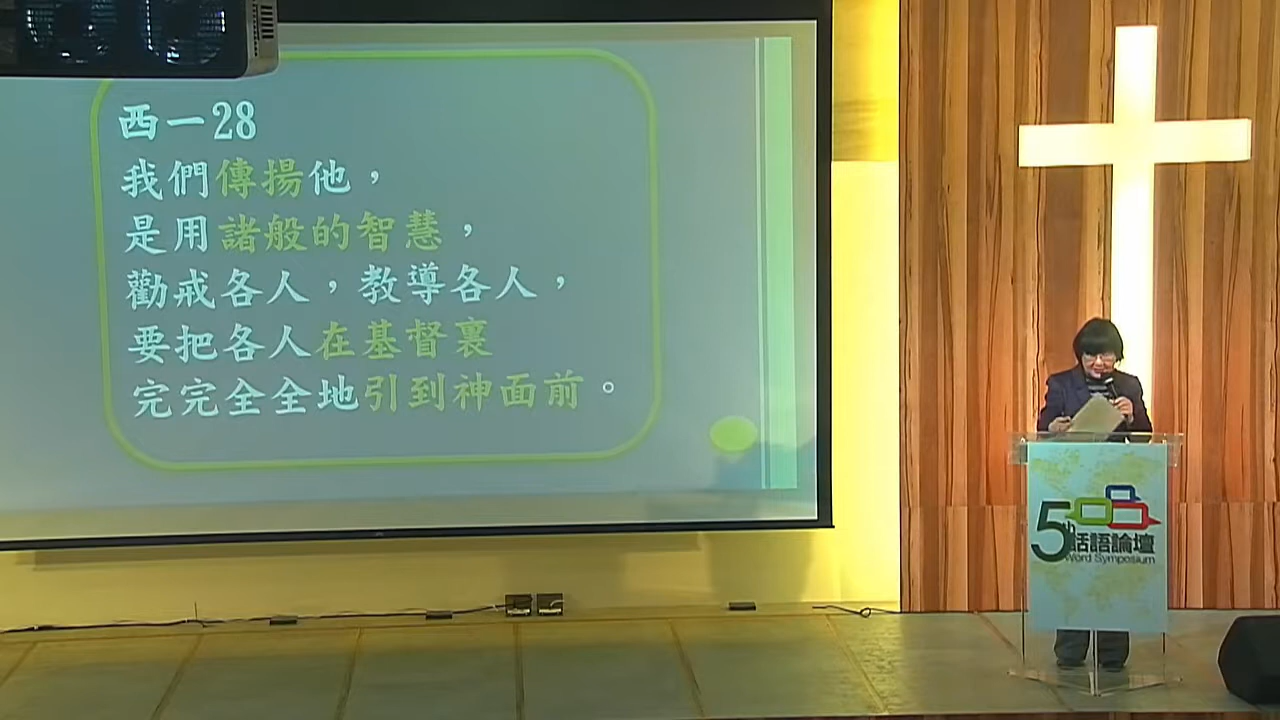 西一28
我們傳揚他，
是用諸般的智慧，
勸戒各人，教導各人，
要把各人在基督裏
完完全全地引到神面前。
5th
話語論壇
Word Symposium